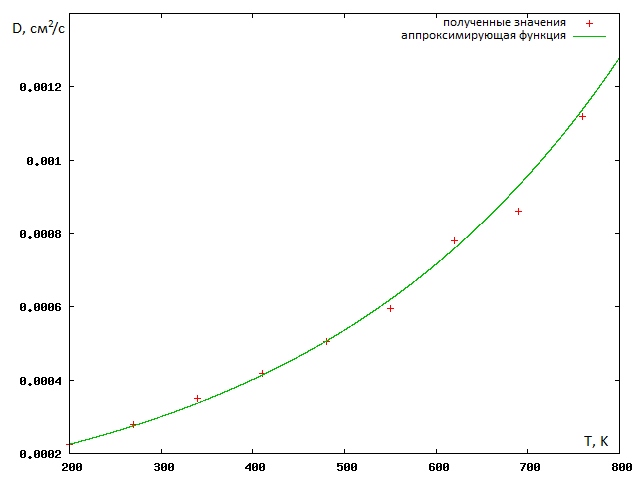 D, см²/с
полученные значения
аппроксимирующая функция
0.0012
0.001
0.0008
0.0006
0.0004
0.0002
T, K
200 300 400 500 600 700 800